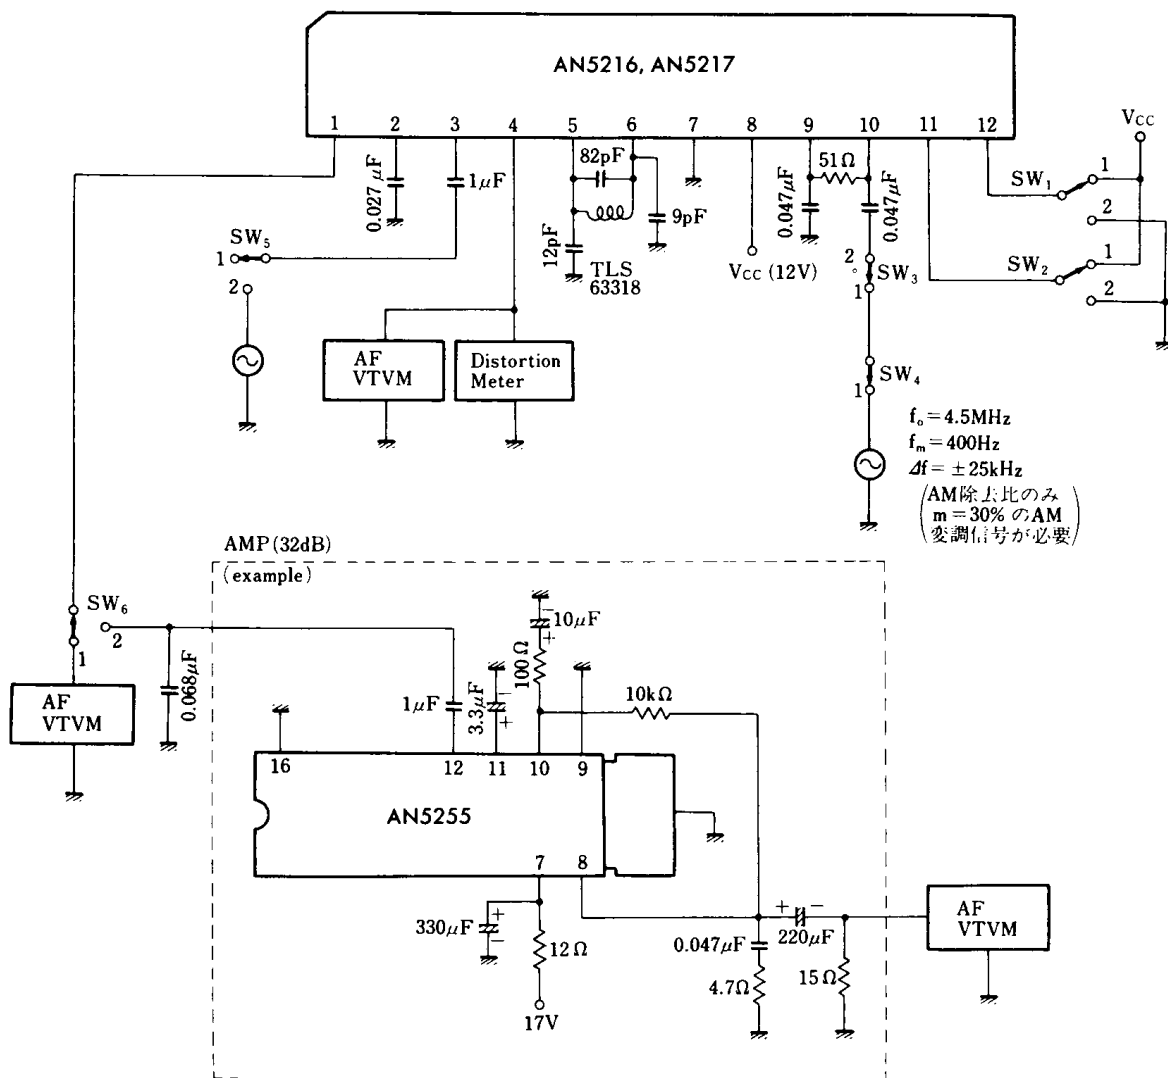 AN5216, AN5217
1 2 3 4 5 6 7 8 9 10 11 12
0.027 μF
1μF
82pF
12pF
9pF
TLS
63318
51Ω
0.047μF
0.047μF
Vcc (12V)
Vcc
SW1
1
2
SW2
1
2
SW5
1
2
2
SW3
1
SW4
1
AF
VTVM
Distortion
Meter
fo=4.5MHz
fm=400Hz
Δf= ±25kHz
(AM除去比のみ
m=30% のAM
変調信号が必要)
AMP(32dB)
(example)
SW6
2
1
0.068μF
AF
VTVM
1μF
3.3μF
− +
100Ω
10μF
− +
10kΩ
16 12 11 10 9
AN5255
7 8
330μF
+ −
12Ω
17V
0.047μF
4.7Ω
+ −
220μF
15Ω
AF
VTVM